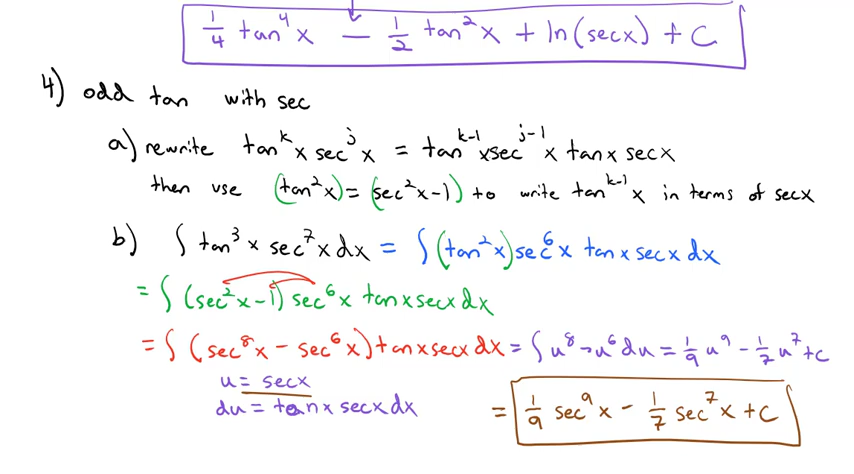 1/4 tan⁴x − 1/2 tan²x + ln(secx) + C
4) odd tan with sec
a) rewrite tanᵏx secʲx = tanᵏ⁻¹x secʲ⁻¹x tanx secx
then use (tan²x) = (sec²x−1) to write tanᵏ⁻¹x in terms of secx
b) ∫ tan³x sec⁷x dx = ∫ (tan²x) sec⁶x tanx secx dx
= ∫ (sec²x−1) sec⁶x tanx secx dx
= ∫ (sec⁸x − sec⁶x) tanx secx dx = ∫ u⁸ − u⁶ du = 1/9 u⁹ − 1/7 u⁷ + C
u = secx
du = tanx secx dx
= 1/9 sec⁹x − 1/7 sec⁷x + C